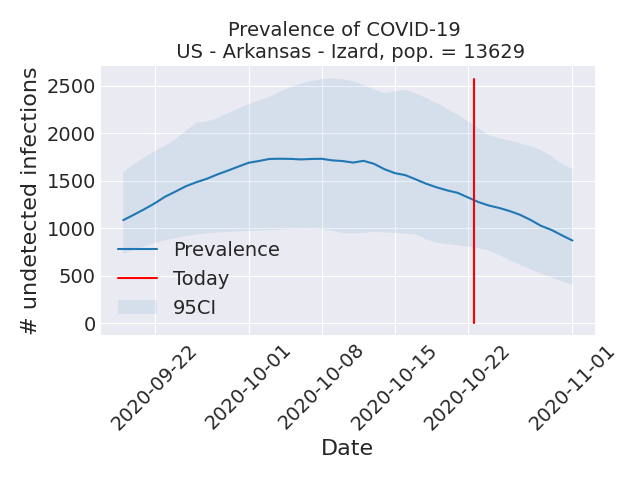 Prevalence of COVID-19
US - Arkansas - Izard, pop. = 13629
# undetected infections
2500
2000
1500
1000
500
0
Prevalence
Today
95CI
2020-09-22
2020-10-01
2020-10-08
2020-10-15
2020-10-22
2020-11-01
Date